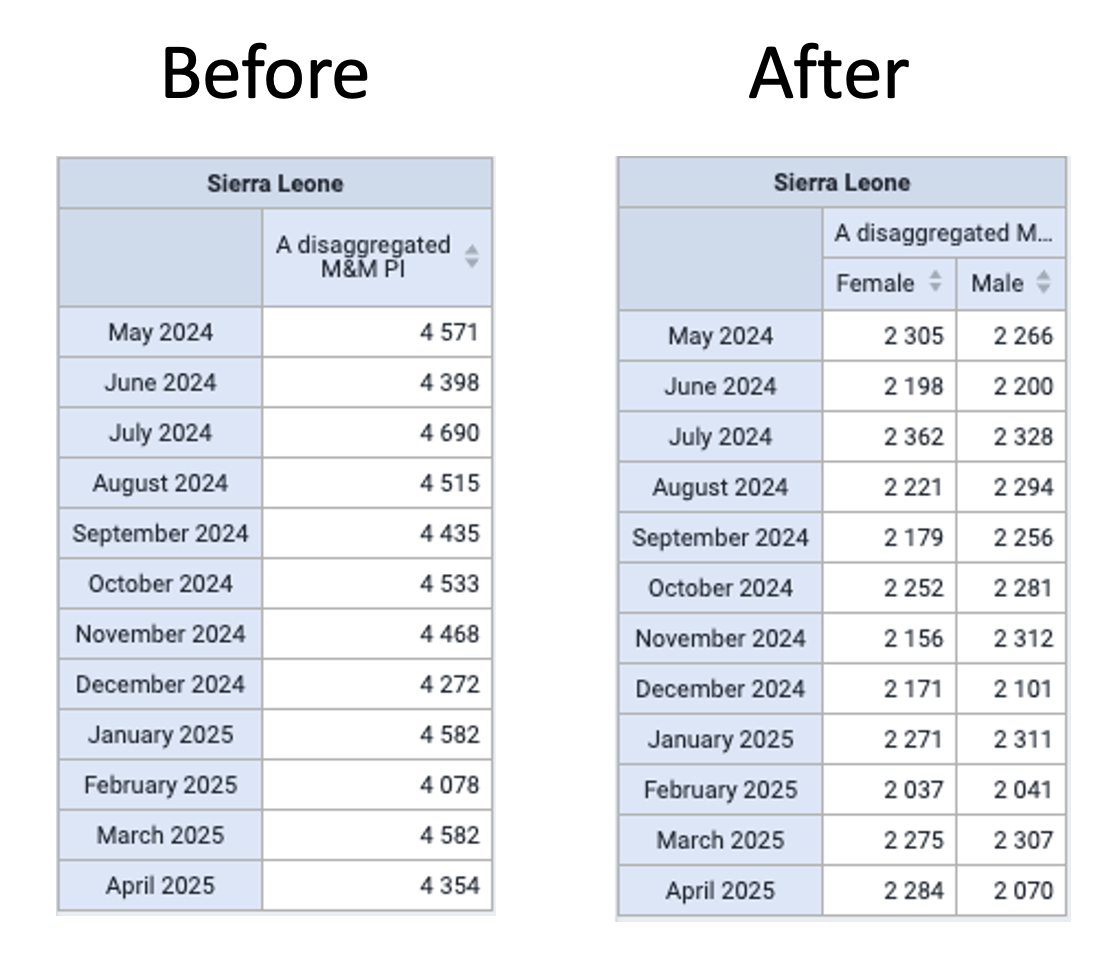 Before
After
Sierra Leone
A disaggregated
M&M PI
May 2024 4 571
June 2024 4 398
July 2024 4 690
August 2024 4 515
September 2024 4 435
October 2024 4 533
November 2024 4 468
December 2024 4 272
January 2025 4 582
February 2025 4 078
March 2025 4 582
April 2025 4 354
Sierra Leone
A disaggregated M...
Female Male
May 2024 2 305 2 266
June 2024 2 198 2 200
July 2024 2 362 2 328
August 2024 2 221 2 294
September 2024 2 179 2 256
October 2024 2 252 2 281
November 2024 2 156 2 312
December 2024 2 171 2 101
January 2025 2 271 2 311
February 2025 2 037 2 041
March 2025 2 275 2 307
April 2025 2 284 2 070